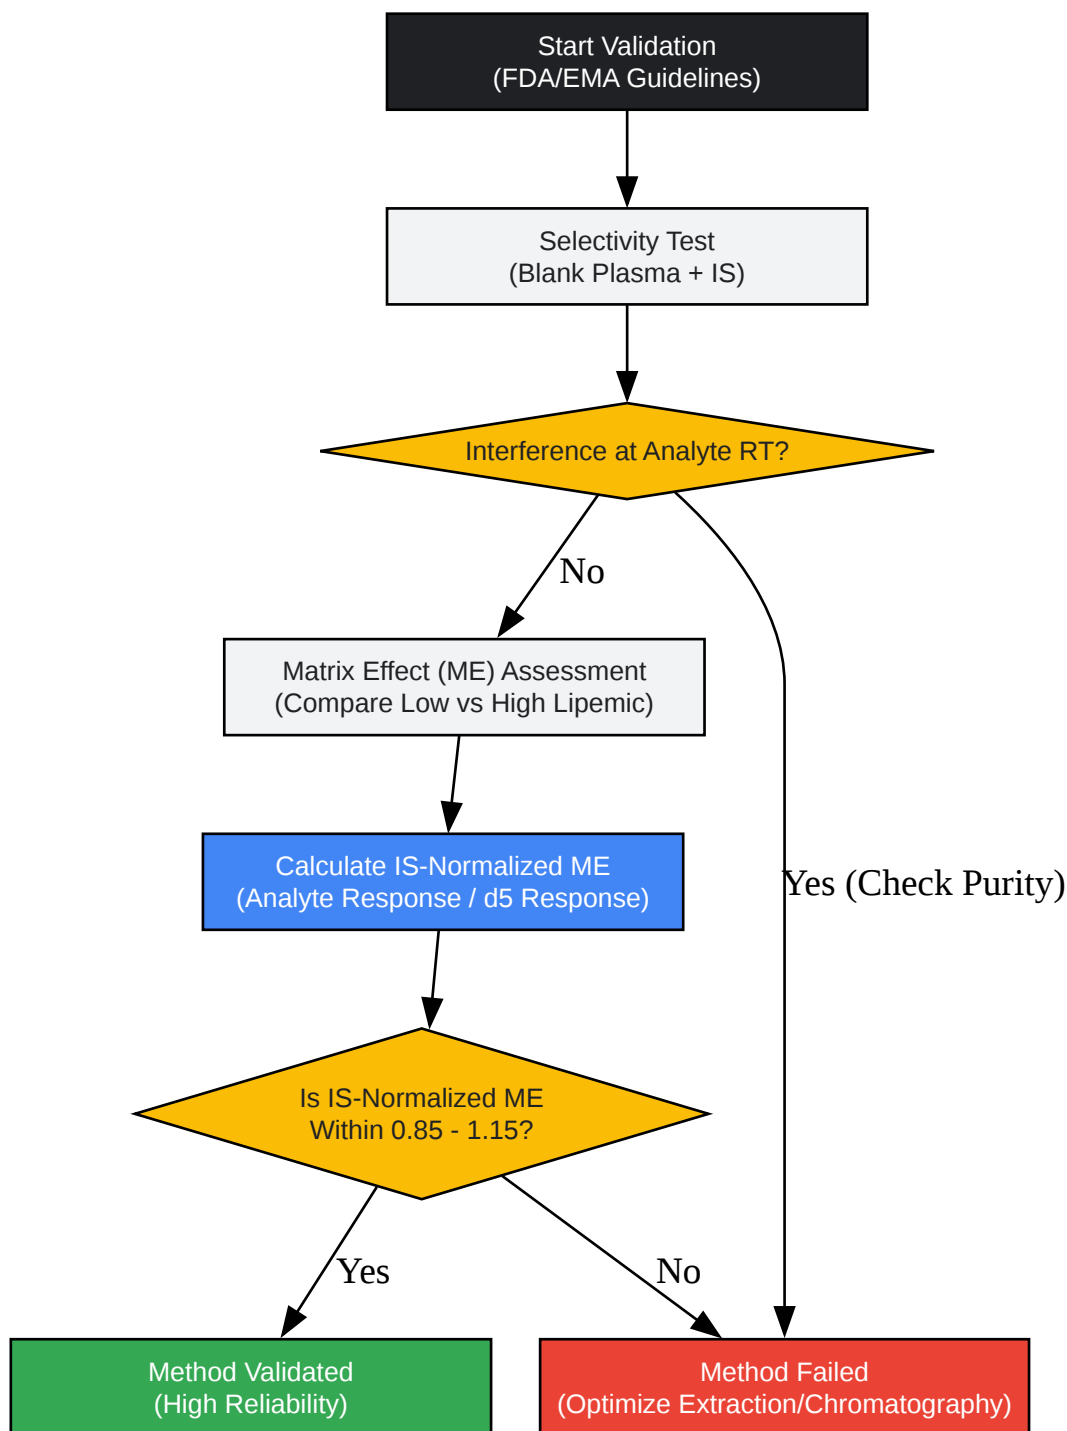 Start Validation
(FDA/EMA Guidelines)
Selectivity Test
(Blank Plasma + IS)
Interference at Analyte RT?
No
Matrix Effect (ME) Assessment
(Compare Low vs High Lipemic)
Calculate IS-Normalized ME
(Analyte Response / d5 Response)
Yes (Check Purity)
Is IS-Normalized ME
Within 0.85 - 1.15?
Yes
No
Method Validated
(High Reliability)
Method Failed
(Optimize Extraction/Chromatography)